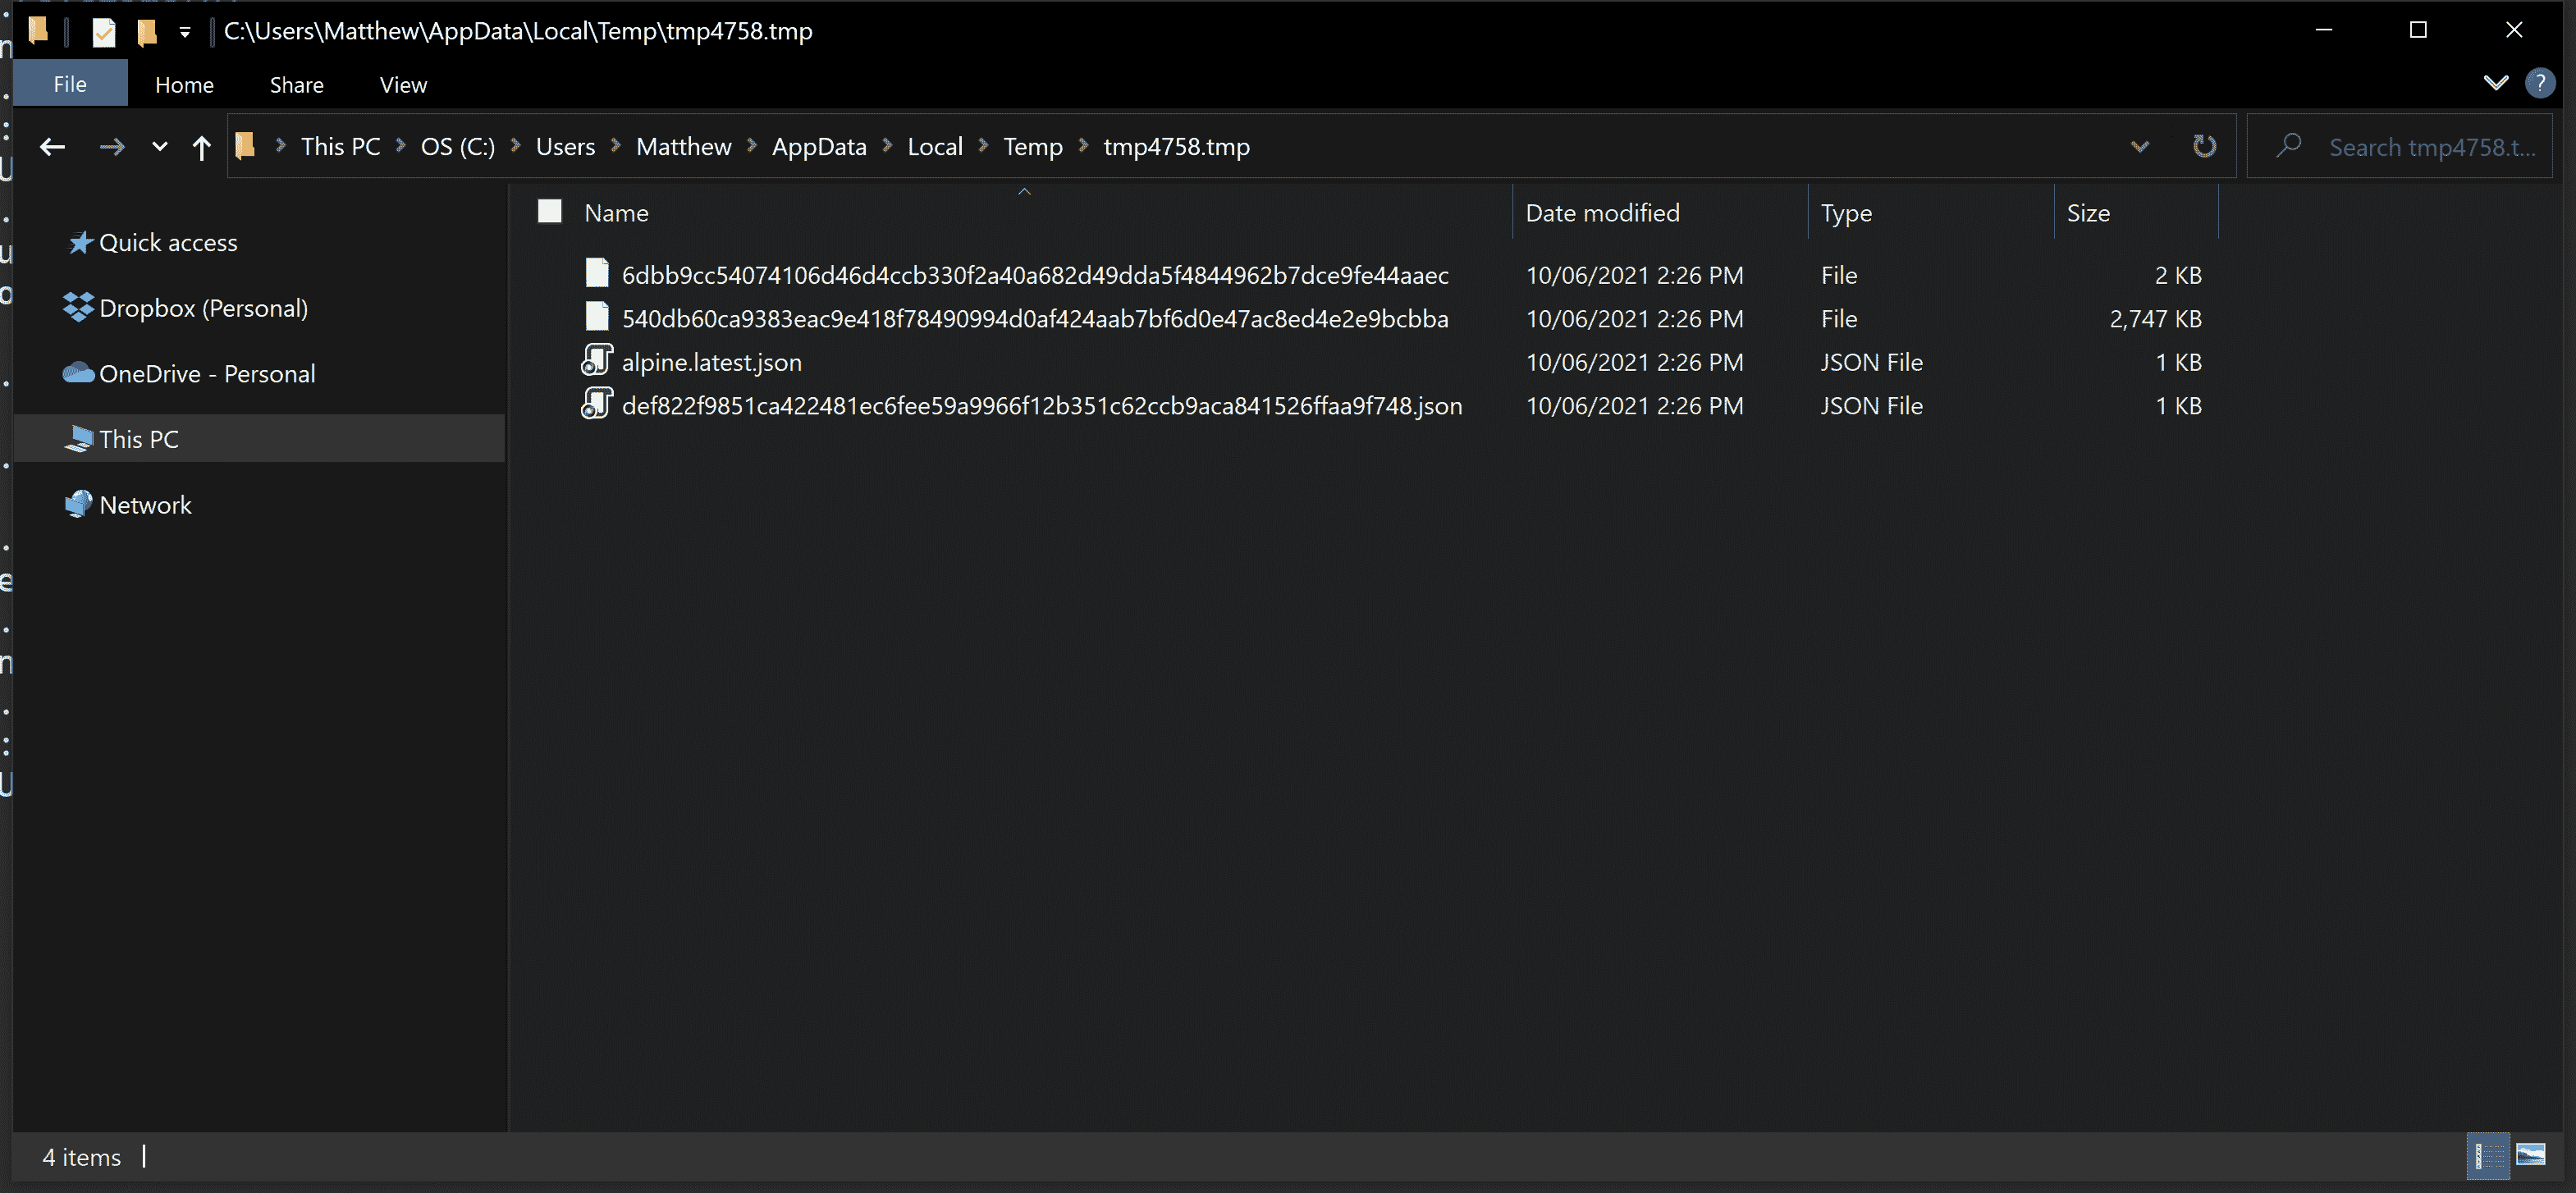 C:\Users\Matthew\AppData\Local\Temp\tmp4758.tmp
File Home Share View
?
This PC OS (C:) Users Matthew AppData Local Temp tmp4758.tmp
Search tmp4758.t...
Name Date modified Type Size
Quick access
Dropbox (Personal)
OneDrive - Personal
This PC
Network
6dbb9cc54074106d46d4ccb330f2a40a682d49dda5f4844962b7dce9fe44aaec 10/06/2021 2:26 PM File 2 KB
540db60ca9383eac9e418f78490994d0af424aab7bf6d0e47ac8ed4e2e9bcbba 10/06/2021 2:26 PM File 2,747 KB
alpine.latest.json 10/06/2021 2:26 PM JSON File 1 KB
def822f9851ca422481ec6fee59a9966f12b351c62ccb9aca841526ffaa9f748.json 10/06/2021 2:26 PM JSON File 1 KB
4 items